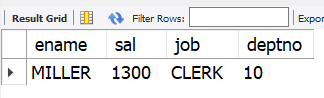 Result Grid Filter Rows: Expor
ename sal job deptno
MILLER 1300 CLERK 10